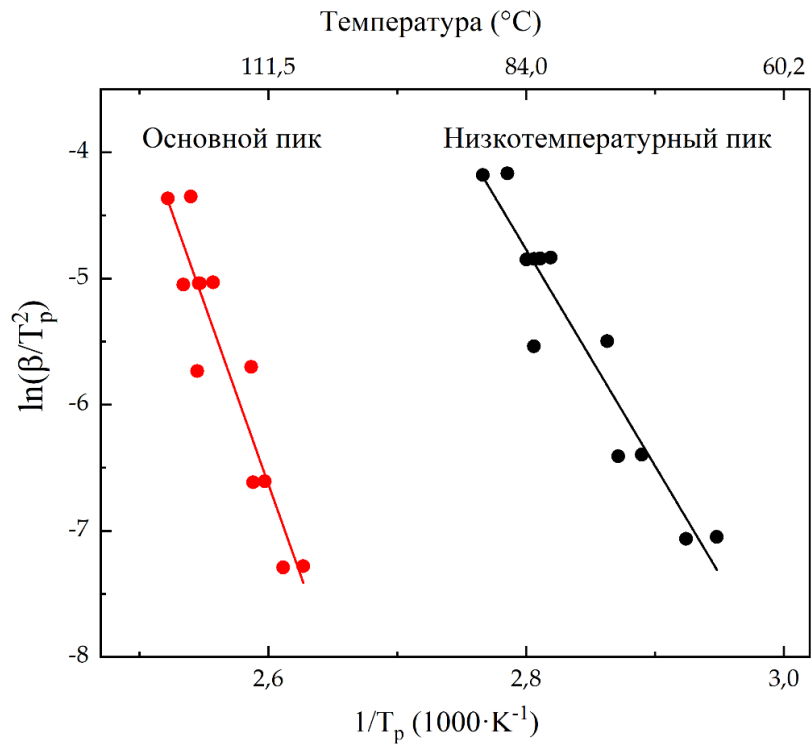 Температура (°C)
111,5 84,0 60,2
Основной пик Низкотемпературный пик
-4
-5
-6
-7
-8
ln(β/T_p^2)
2,6 2,8 3,0
1/T_p (1000·K^-1)